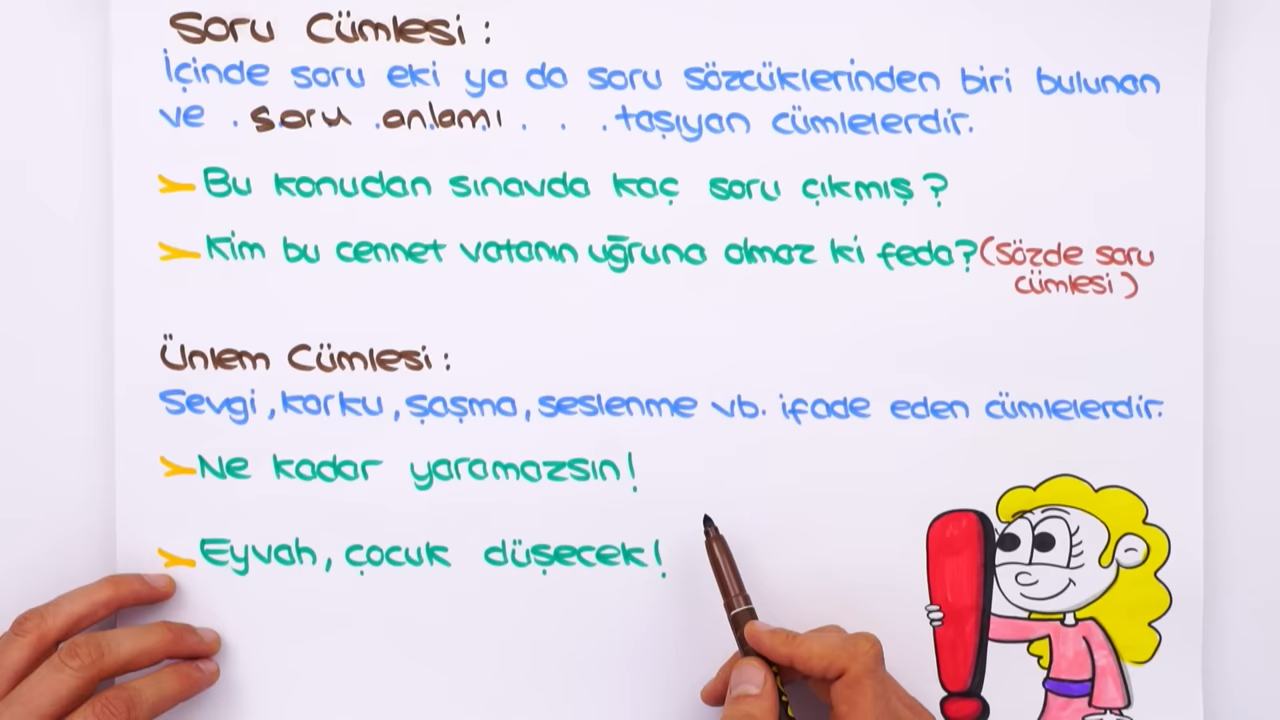 Soru Cümlesi :
İçinde soru eki ya da soru sözcüklerinden biri bulunan
ve . soru anlamı . . . taşıyan cümlelerdir.
➤ Bu konudan sınavda kaç soru çıkmış?
➤ Kim bu cennet vatanın uğruna olmaz ki feda? (Sözde soru
cümlesi)
Ünlem Cümlesi :
Sevgi, korku, şaşma, seslenme vb. ifade eden cümlelerdir.
➤ Ne kadar yaramazsın!
➤ Eyvah, çocuk düşecek!